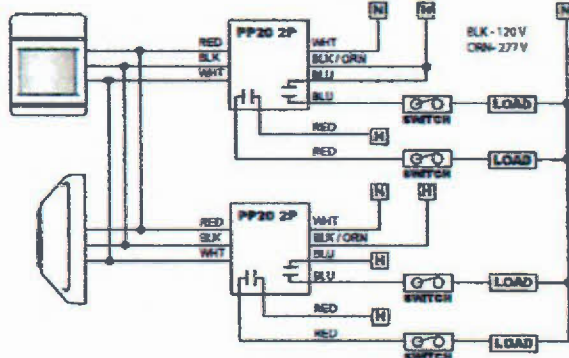 N H N
PP20 2P
RED WHT
BLK BLK/ORN
WHT BLU
BLU
BLK - 120 V
ORN- 277 V
SWITCH LOAD
RED H
RED SWITCH LOAD
PP20 2P
N H
RED WHT
BLK BLK/ORN
WHT BLU H
BLU SWITCH LOAD
RED H
RED SWITCH LOAD